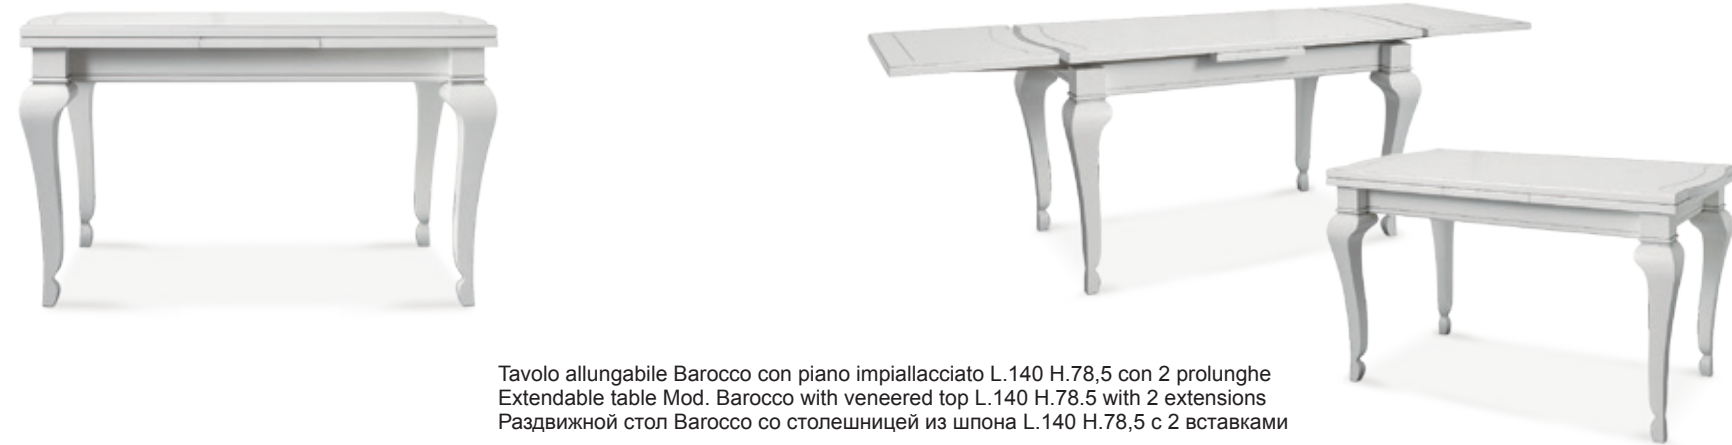 Tavolo allungabile Barocco con piano impiallacciato L.140 H.78,5 con 2 prolunghe
Extendable table Mod. Barocco with veneered top L.140 H.78.5 with 2 extensions
Раздвижной стол Barocco со столешницей из шпона L.140 H.78,5 с 2 вставками